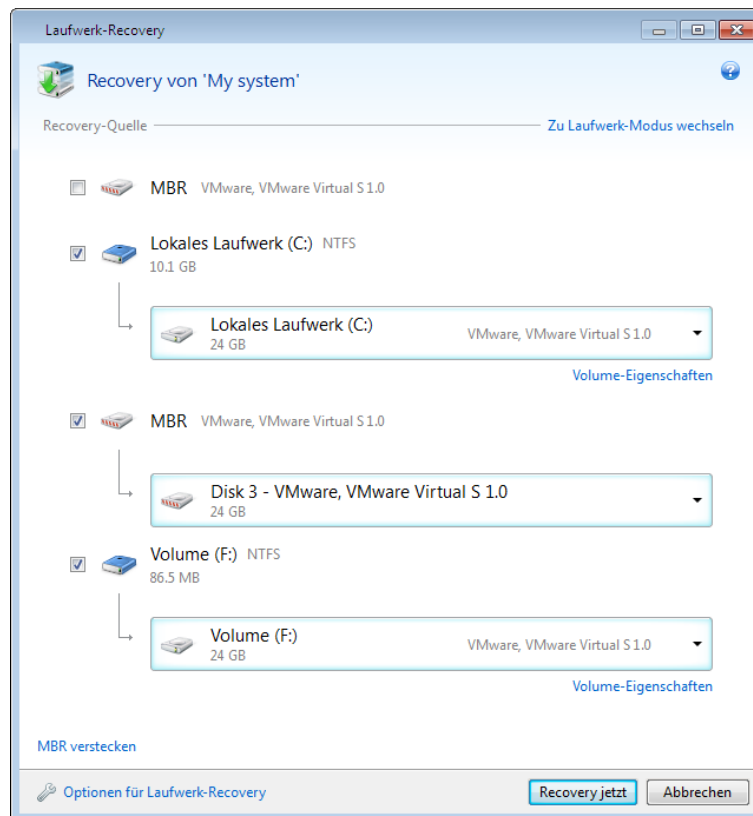 Laufwerk-Recovery
Recovery von 'My system'
Recovery-Quelle Zu Laufwerk-Modus wechseln
MBR VMware, VMware Virtual S 1.0
Lokales Laufwerk (C:) NTFS
10.1 GB
Lokales Laufwerk (C:) VMware, VMware Virtual S 1.0
24 GB
Volume-Eigenschaften
MBR VMware, VMware Virtual S 1.0
Disk 3 - VMware, VMware Virtual S 1.0
24 GB
Volume (F:) NTFS
86.5 MB
Volume (F:) VMware, VMware Virtual S 1.0
24 GB
Volume-Eigenschaften
MBR verstecken
Optionen für Laufwerk-Recovery Recovery jetzt Abbrechen